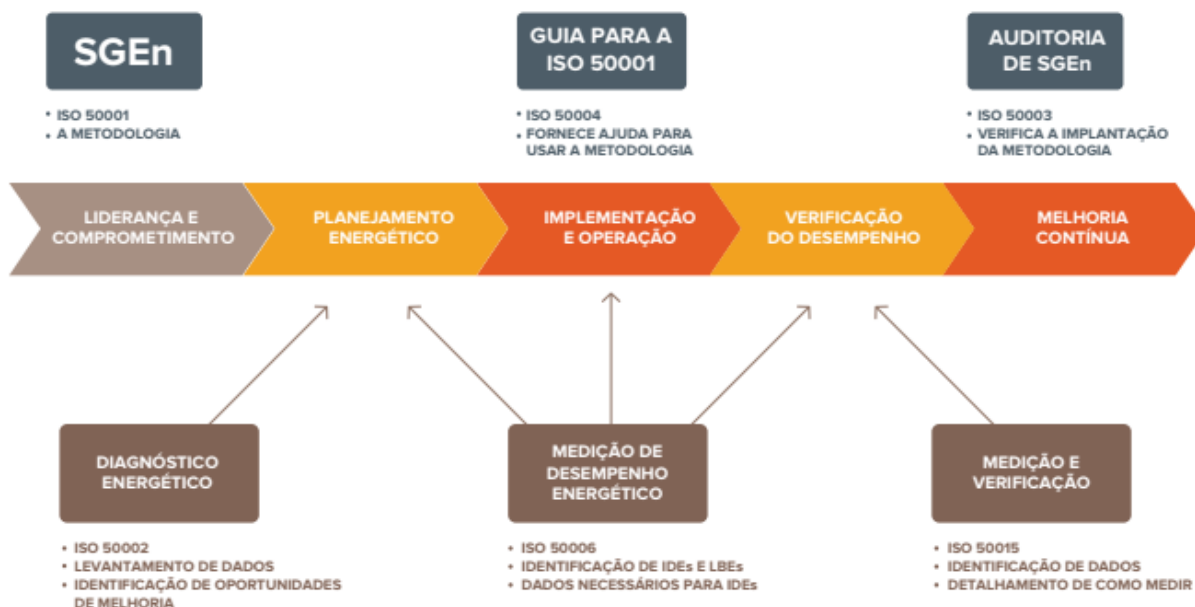 SGEn
• ISO 50001
• A METODOLOGIA
GUIA PARA A
ISO 50001
• ISO 50004
• FORNECE AJUDA PARA
USAR A METODOLOGIA
AUDITORIA
DE SGEn
• ISO 50003
• VERIFICA A IMPLANTAÇÃO
DA METODOLOGIA
LIDERANÇA E
COMPROMETIMENTO
PLANEJAMENTO
ENERGÉTICO
IMPLEMENTAÇÃO
E OPERAÇÃO
VERIFICAÇÃO
DO DESEMPENHO
MELHORIA
CONTÍNUA
DIAGNÓSTICO
ENERGÉTICO
• ISO 50002
• LEVANTAMENTO DE DADOS
• IDENTIFICAÇÃO DE OPORTUNIDADES
DE MELHORIA
MEDIÇÃO DE
DESEMPENHO
ENERGÉTICO
• ISO 50006
• IDENTIFICAÇÃO DE IDEs E LBEs
• DADOS NECESSÁRIOS PARA IDEs
MEDIÇÃO E
VERIFICAÇÃO
• ISO 50015
• IDENTIFICAÇÃO DE DADOS
• DETALHAMENTO DE COMO MEDIR